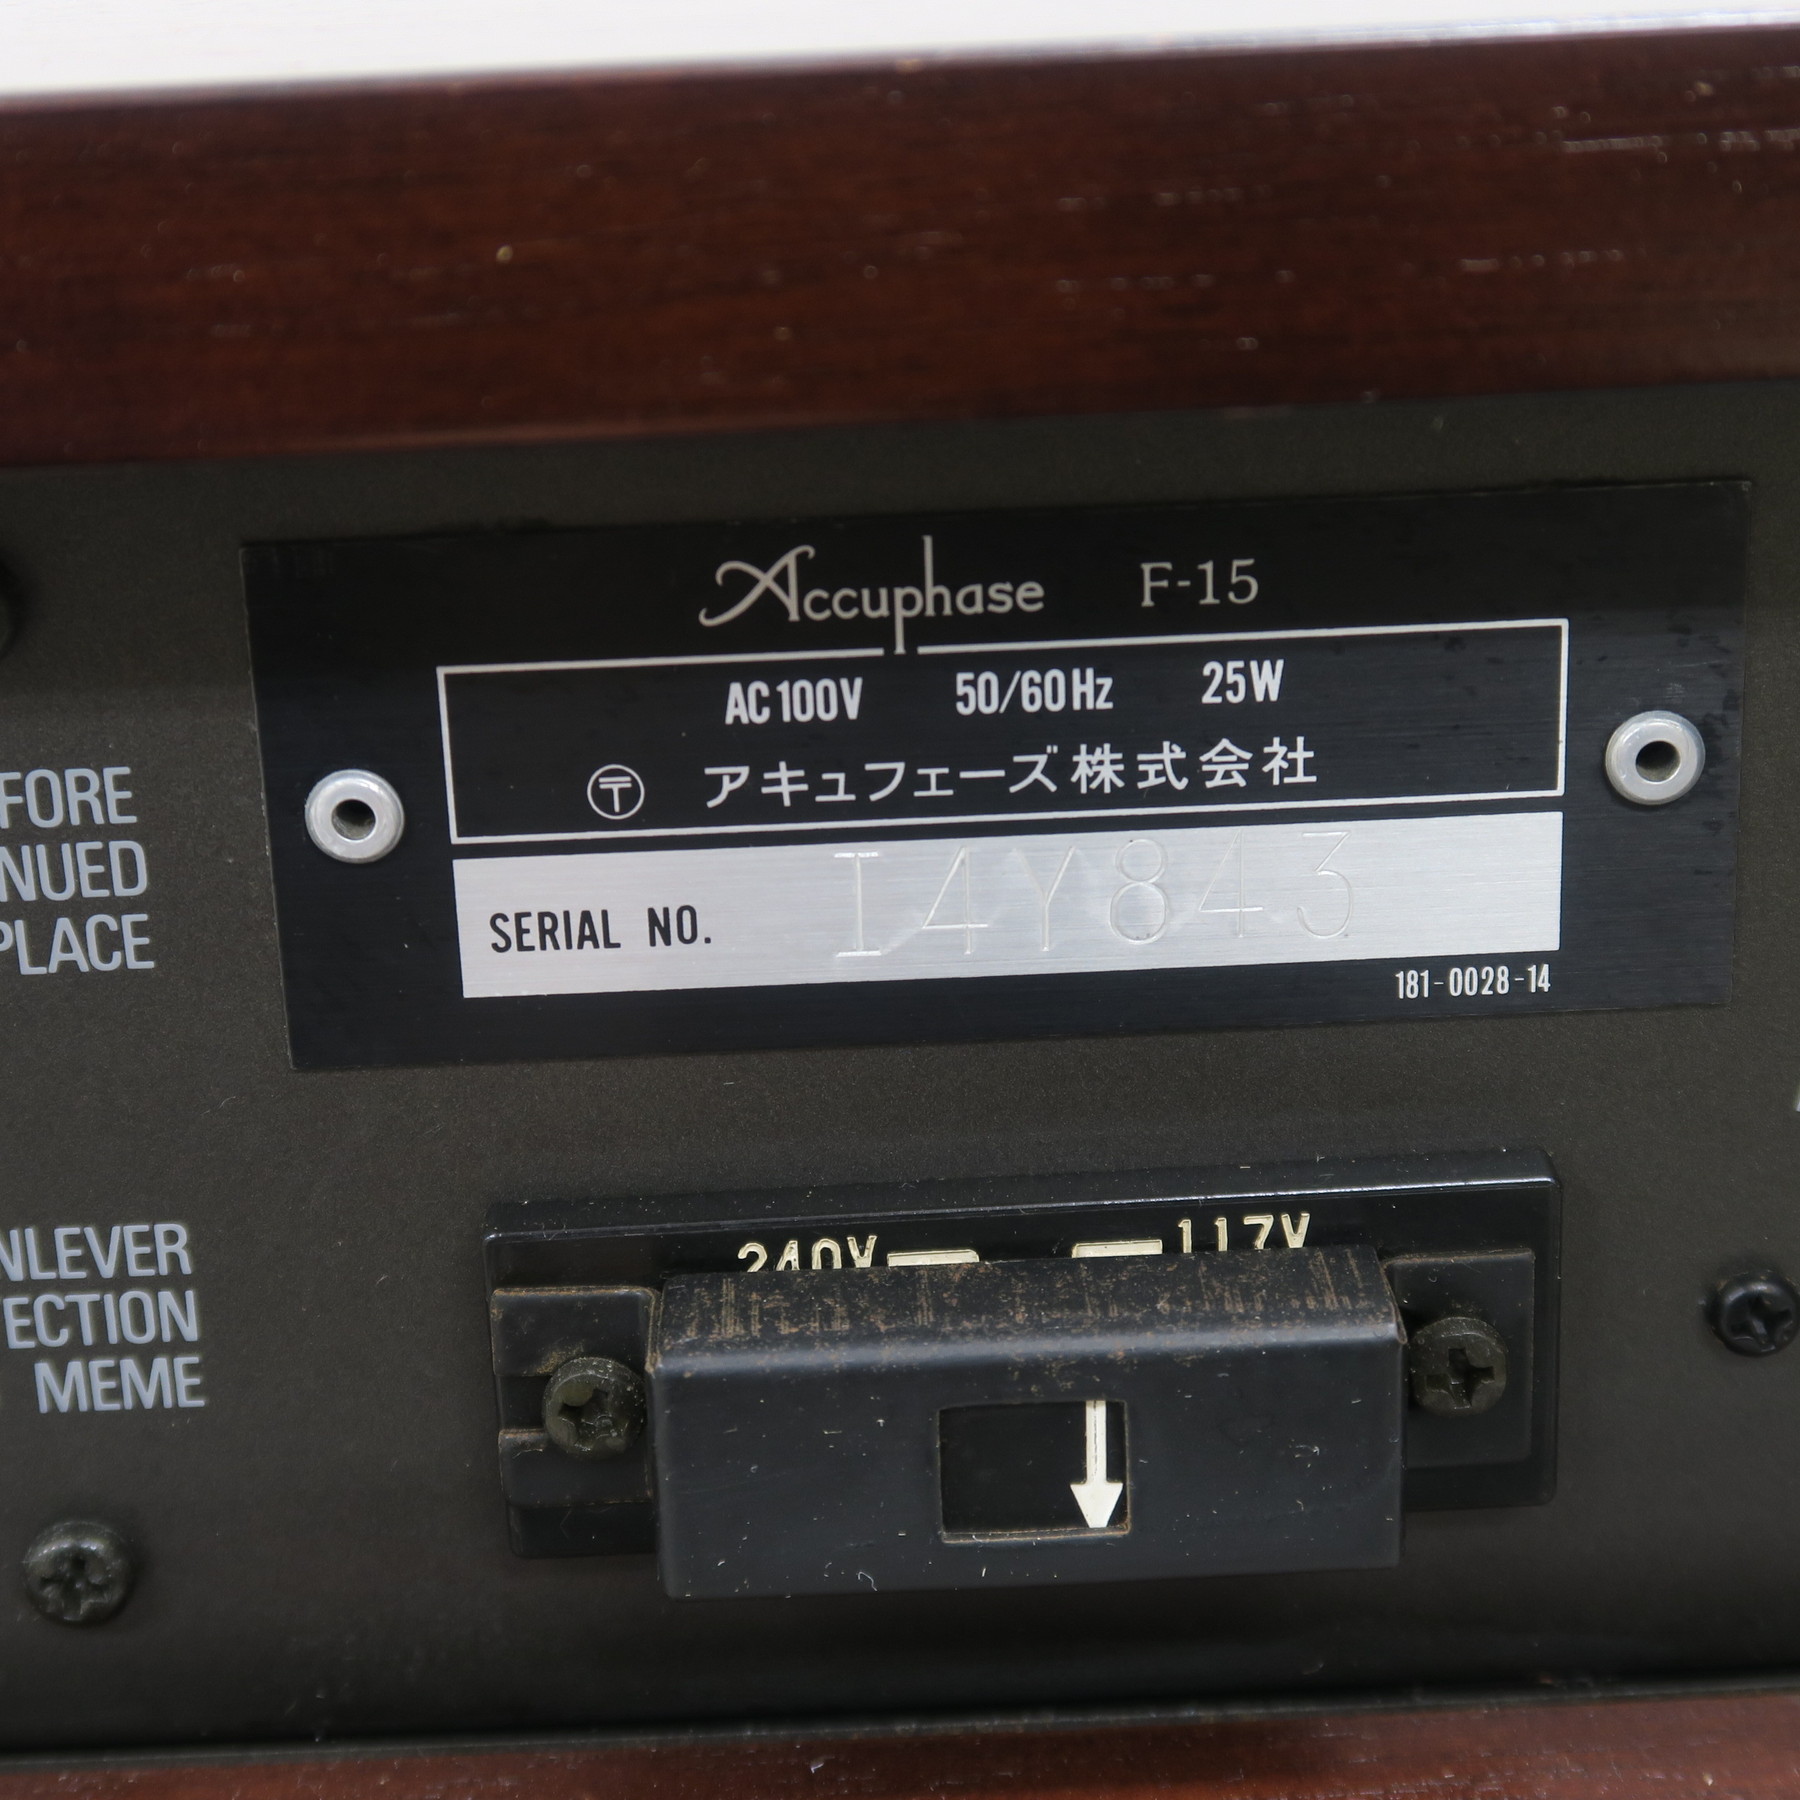 Accuphase F-15
AC 100V 50/60Hz 25W
〒 アキュフェーズ株式会社
SERIAL NO. I4Y843
181-0028-14
FORE
NUED
PLACE
240V 117V
NLEVER
ECTION
MEME